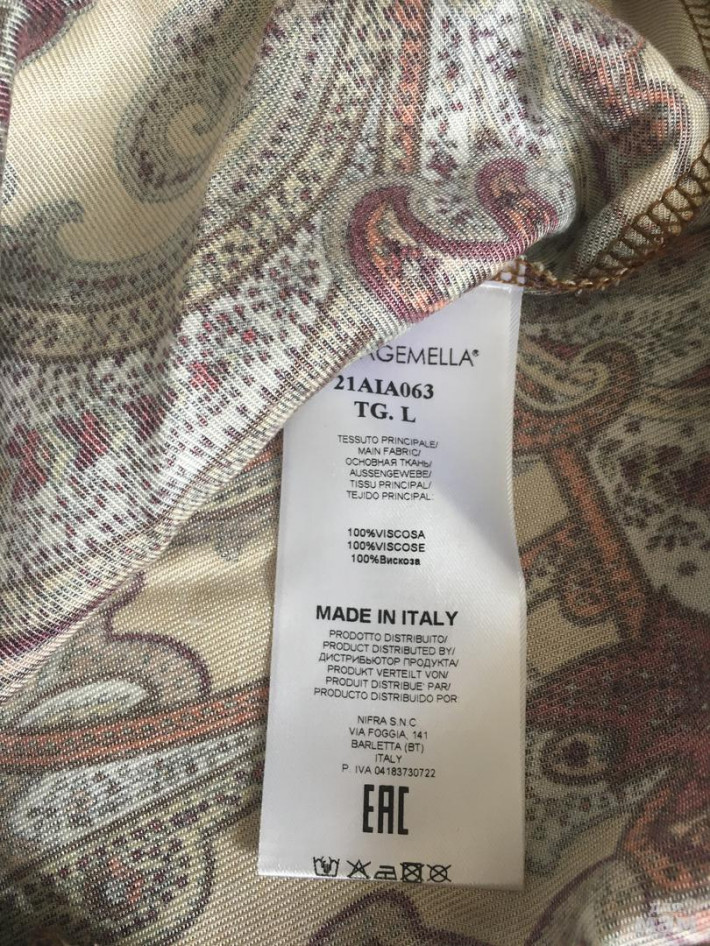 AGEMELLA®
21AIA063
TG. L
TESSUTO PRINCIPALE/
MAIN FABRIC/
ОСНОВНАЯ ТКАНЬ/
AUSSENGEWEBE/
TISSU PRINCIPAL/
TEJIDO PRINCIPAL:
100%VISCOSA
100%VISCOSE
100%Вискоза
MADE IN ITALY
PRODOTTO DISTRIBUITO/
PRODUCT DISTRIBUTED BY/
ДИСТРИБЬЮТОР ПРОДУКТА/
PRODUKT VERTEILT VON/
PRODUIT DISTRIBUE' PAR/
PRODUCTO DISTRIBUIDO POR:
NIFRA S.N.C
VIA FOGGIA, 141
BARLETTA (BT)
ITALY
P. IVA 04183730722
EAC